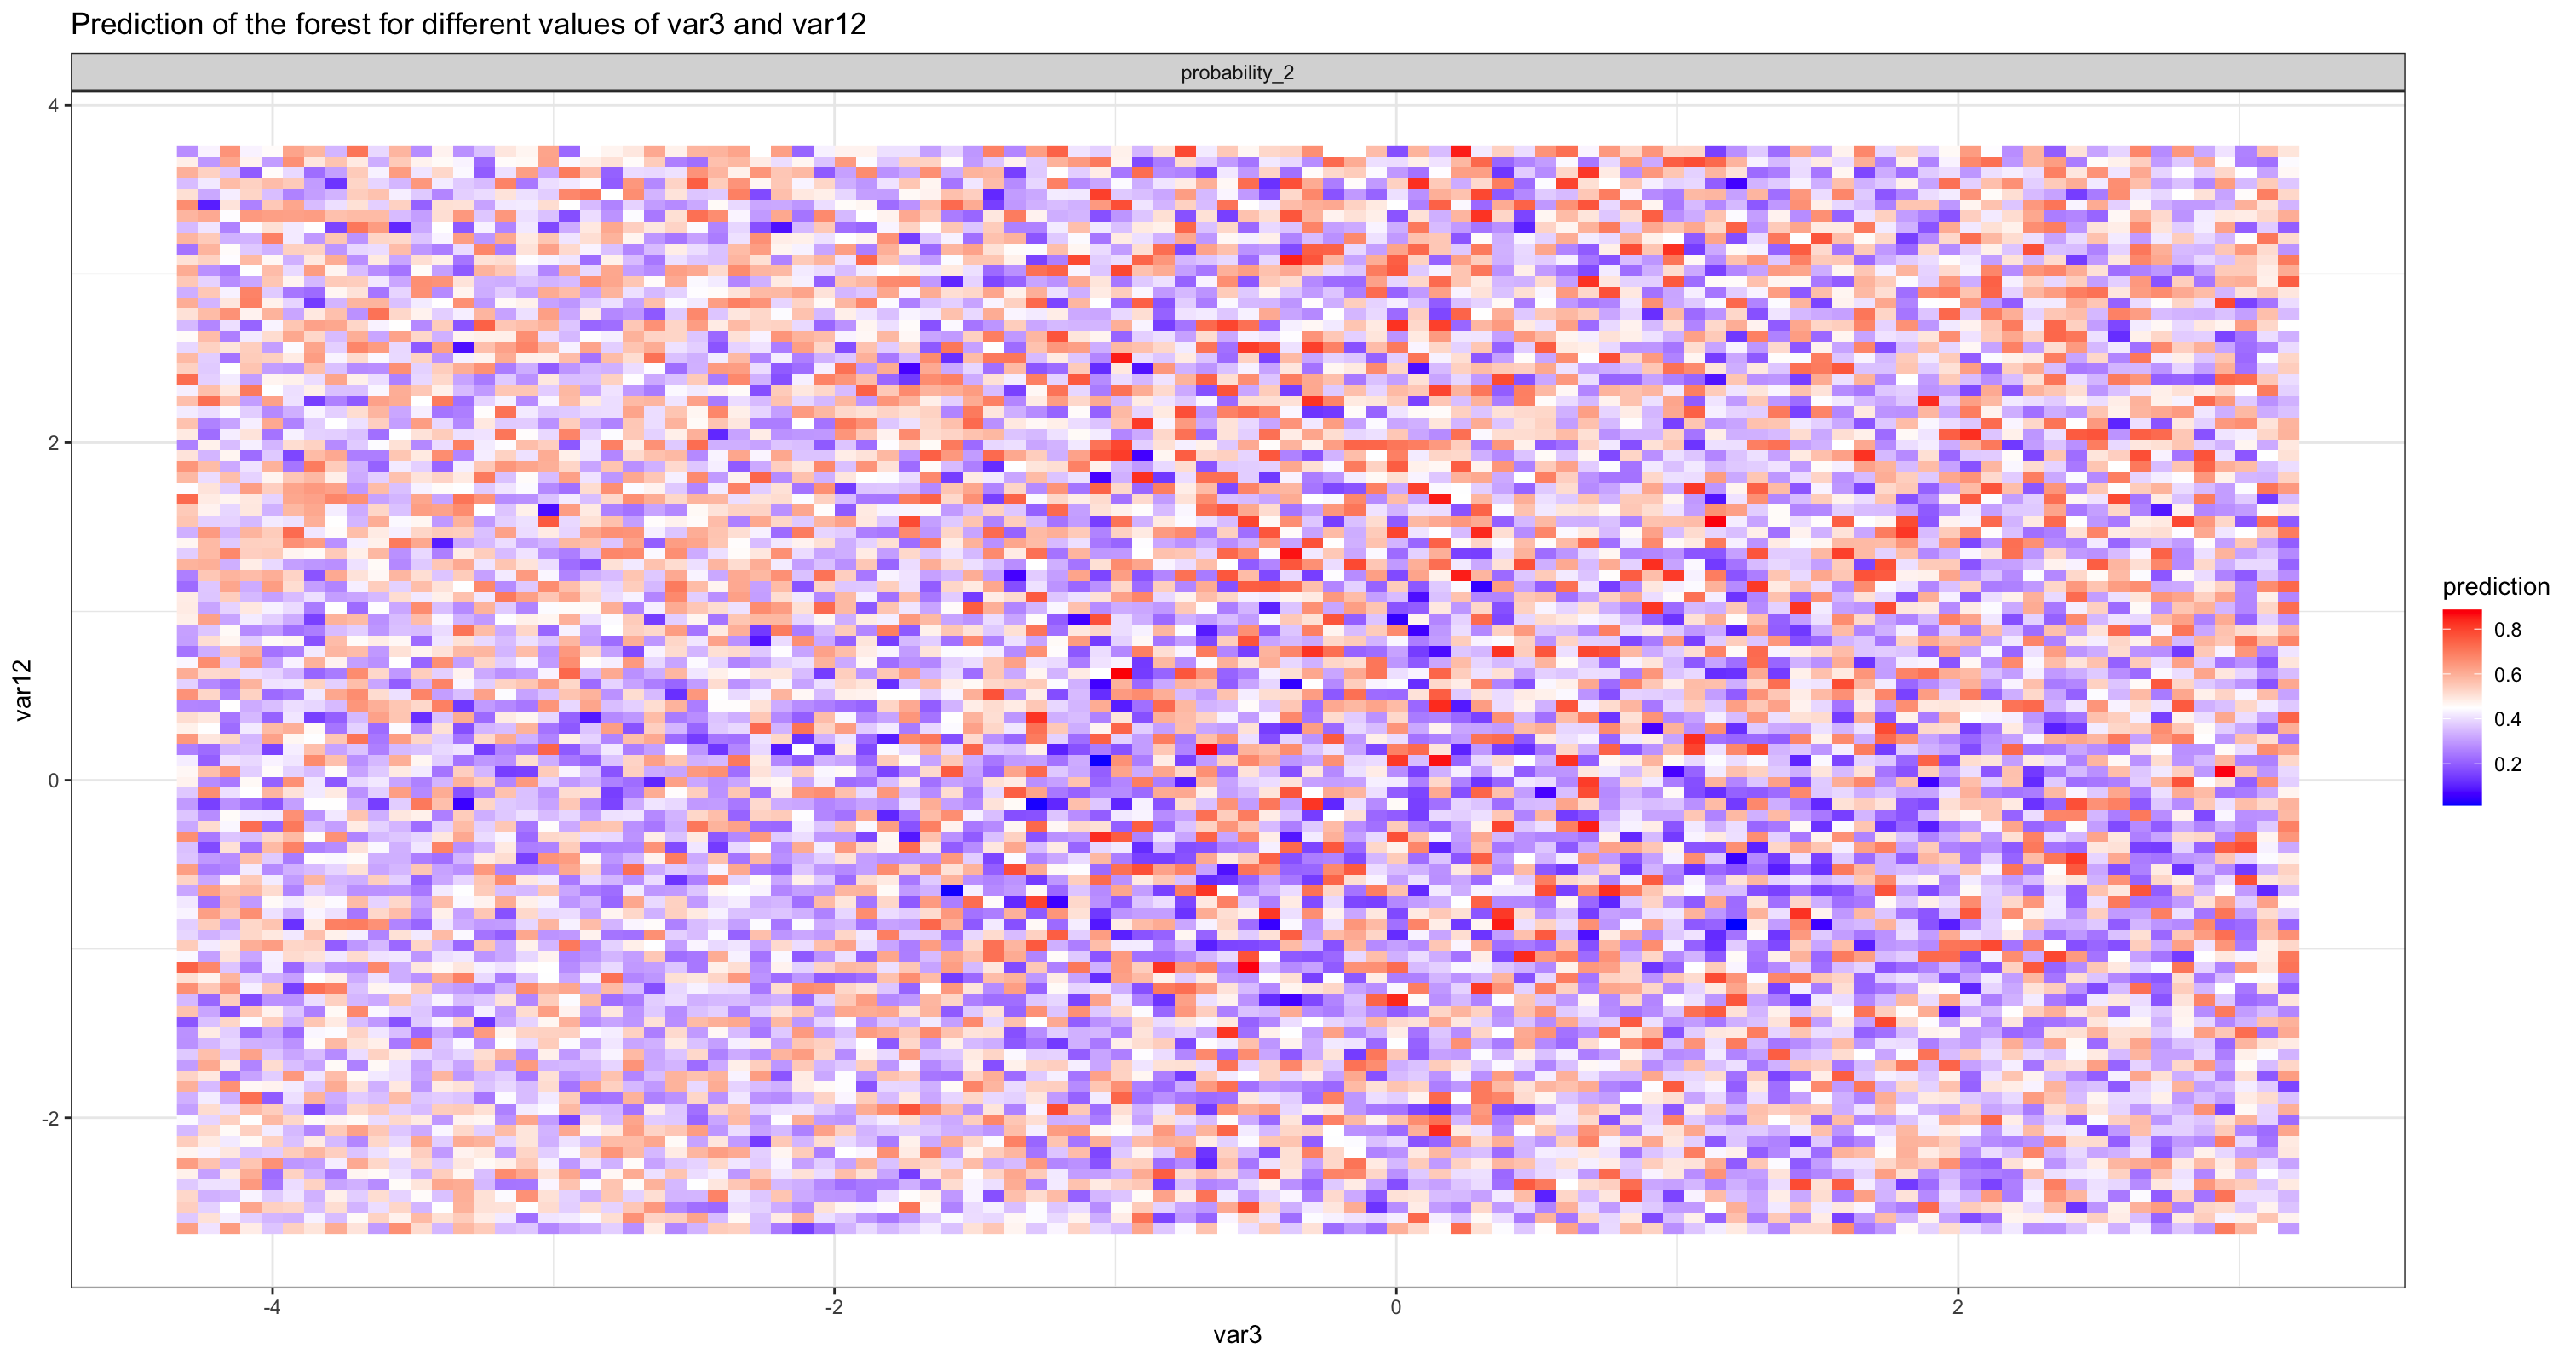 Prediction of the forest for different values of var3 and var12
probability_2
4
2
0
-2
var12
-4
-2
0
2
var3
prediction
0.8
0.6
0.4
0.2